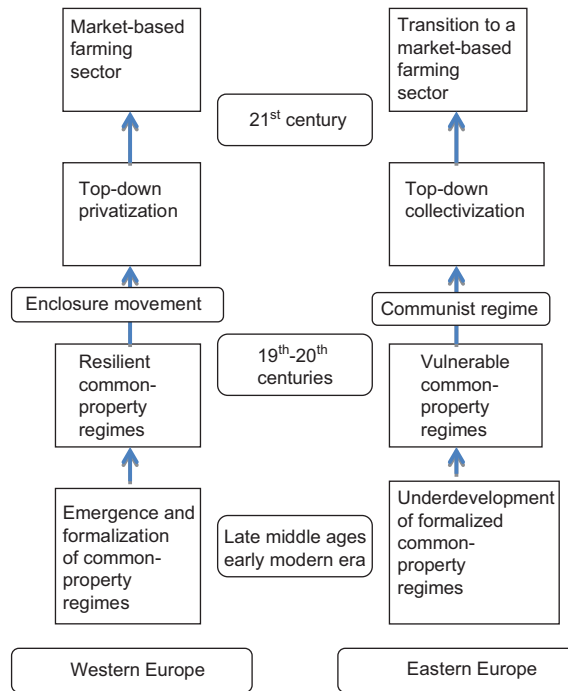 Market-based
farming
sector
Transition to a
market-based
farming
sector
21st century
Top-down
privatization
Top-down
collectivization
Enclosure movement
Communist regime
Resilient
common-
property
regimes
19th-20th
centuries
Vulnerable
common-
property
regimes
Emergence and
formalization
of common-
property
regimes
Late middle ages
early modern era
Underdevelopment
of formalized
common-
property
regimes
Western Europe
Eastern Europe